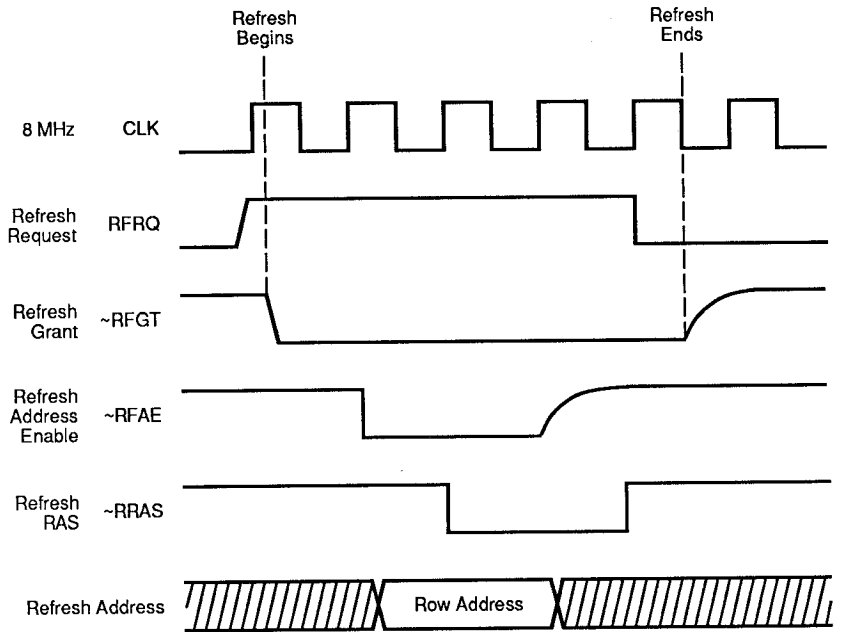 Refresh
Begins
Refresh
Ends
8 MHz CLK
Refresh
Request
RFRQ
Refresh
Grant
~RFGT
Refresh
Address
Enable
~RFAE
Refresh
RAS
~RRAS
Refresh Address
Row Address